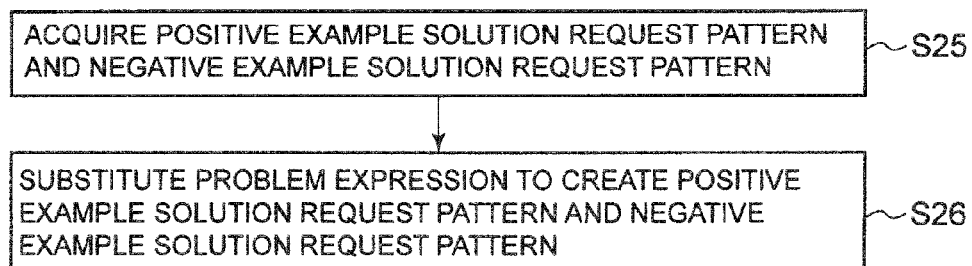 ACQUIRE POSITIVE EXAMPLE SOLUTION REQUEST PATTERN
AND NEGATIVE EXAMPLE SOLUTION REQUEST PATTERN
S25
SUBSTITUTE PROBLEM EXPRESSION TO CREATE POSITIVE
EXAMPLE SOLUTION REQUEST PATTERN AND NEGATIVE
EXAMPLE SOLUTION REQUEST PATTERN
S26